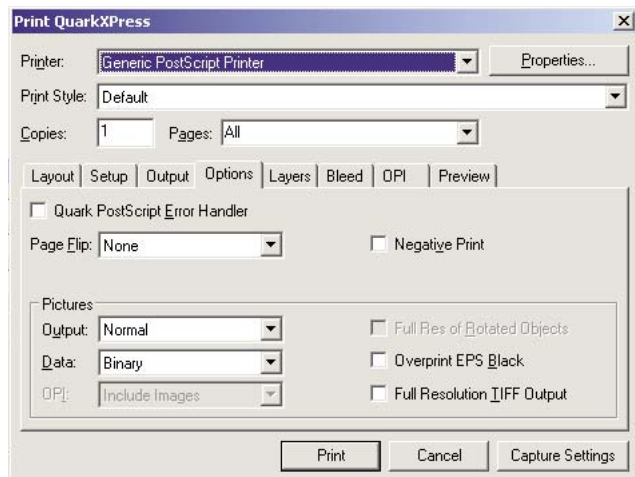 Print QuarkXPress
Printer: Generic PostScript Printer Properties...
Print Style: Default
Copies: 1 Pages: All
Layout Setup Output Options Layers Bleed OPI Preview
Quark PostScript Error Handler
Page Flip: None Negative Print
Pictures
Output: Normal Full Res of Rotated Objects
Data: Binary Overprint EPS Black
OPI: Include Images Full Resolution TIFF Output
Print Cancel Capture Settings